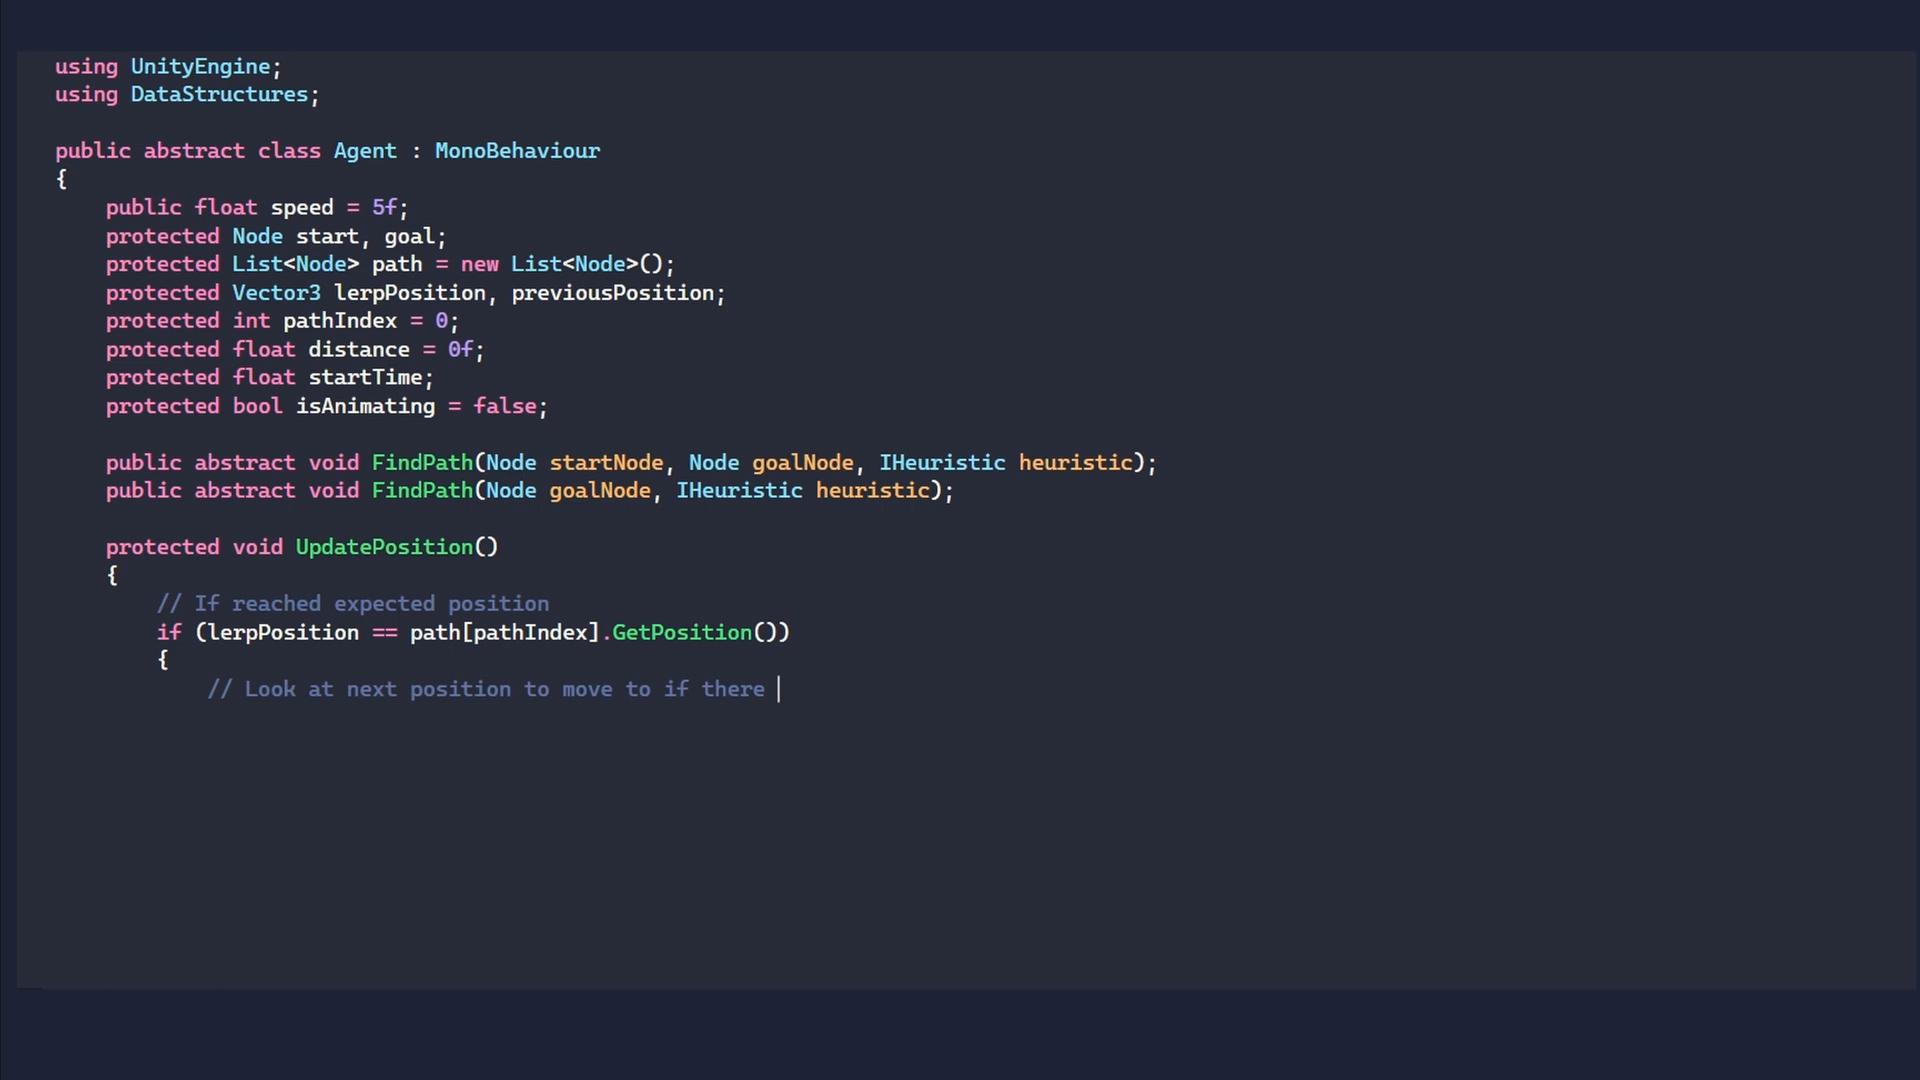 using UnityEngine;
using DataStructures;
public abstract class Agent : MonoBehaviour
{
public float speed = 5f;
protected Node start, goal;
protected List<Node> path = new List<Node>();
protected Vector3 lerpPosition, previousPosition;
protected int pathIndex = 0;
protected float distance = 0f;
protected float startTime;
protected bool isAnimating = false;
public abstract void FindPath(Node startNode, Node goalNode, IHeuristic heuristic);
public abstract void FindPath(Node goalNode, IHeuristic heuristic);
protected void UpdatePosition()
{
// If reached expected position
if (lerpPosition == path[pathIndex].GetPosition())
{
// Look at next position to move to if there